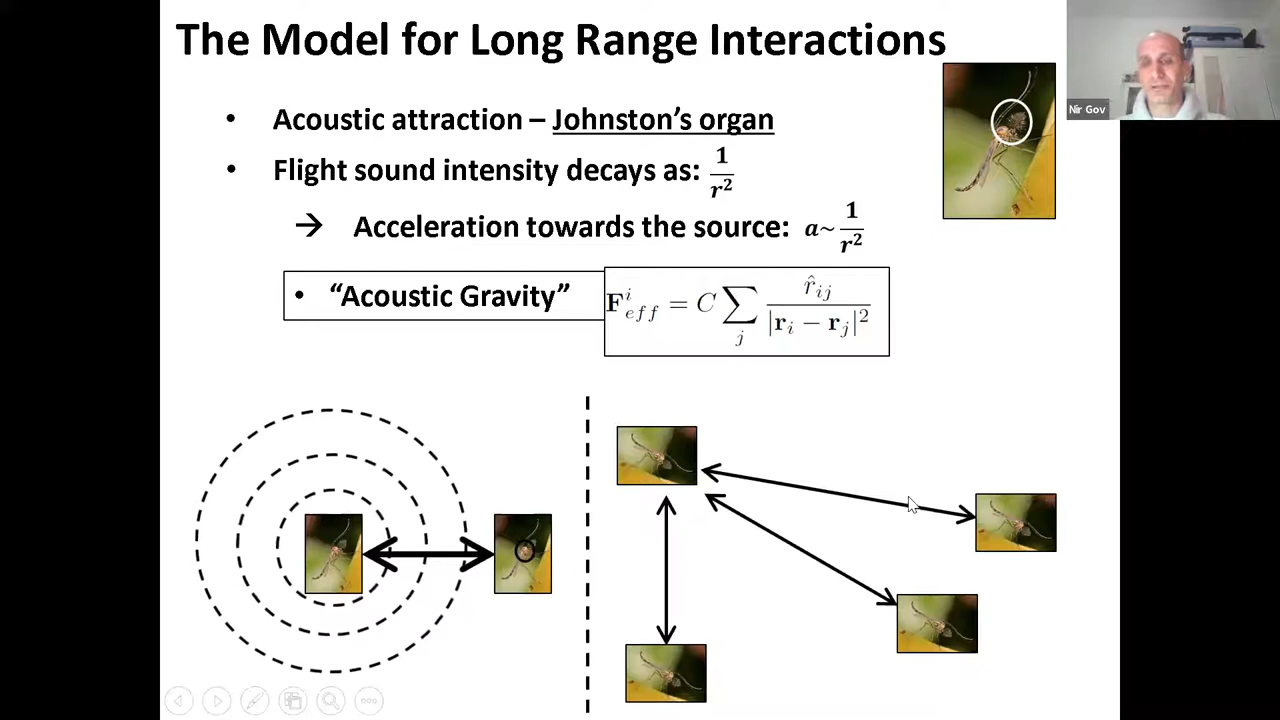 The Model for Long Range Interactions
Nir Gov
• Acoustic attraction – Johnston's organ
• Flight sound intensity decays as: 1/r²
→ Acceleration towards the source: a~ 1/r²
• "Acoustic Gravity" F^i_eff = C ∑_j r̂_ij / |r_i − r_j|²